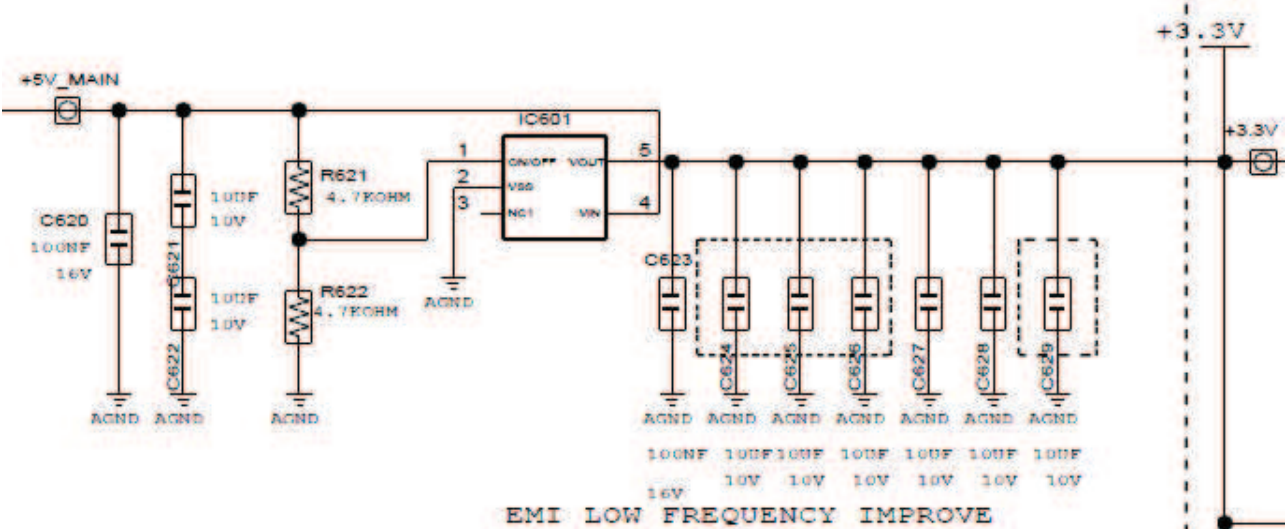 +3.3V
+5V_MAIN
IC601
+3.3V
1 ON/OFF VOUT 5
2 VSS
3 NC1 VIN 4
R621
4.7KOHM
10UF
10V
C620
100NF
16V
C621
10UF
10V
R622
4.7KOHM
AGND
C623
C622
C624
C625
C626
C627
C628
C629
AGND AGND AGND AGND AGND AGND AGND AGND AGND AGND
100NF 10UF 10UF 10UF 10UF 10UF 10UF
16V 10V 10V 10V 10V 10V 10V
EMI LOW FREQUENCY IMPROVE